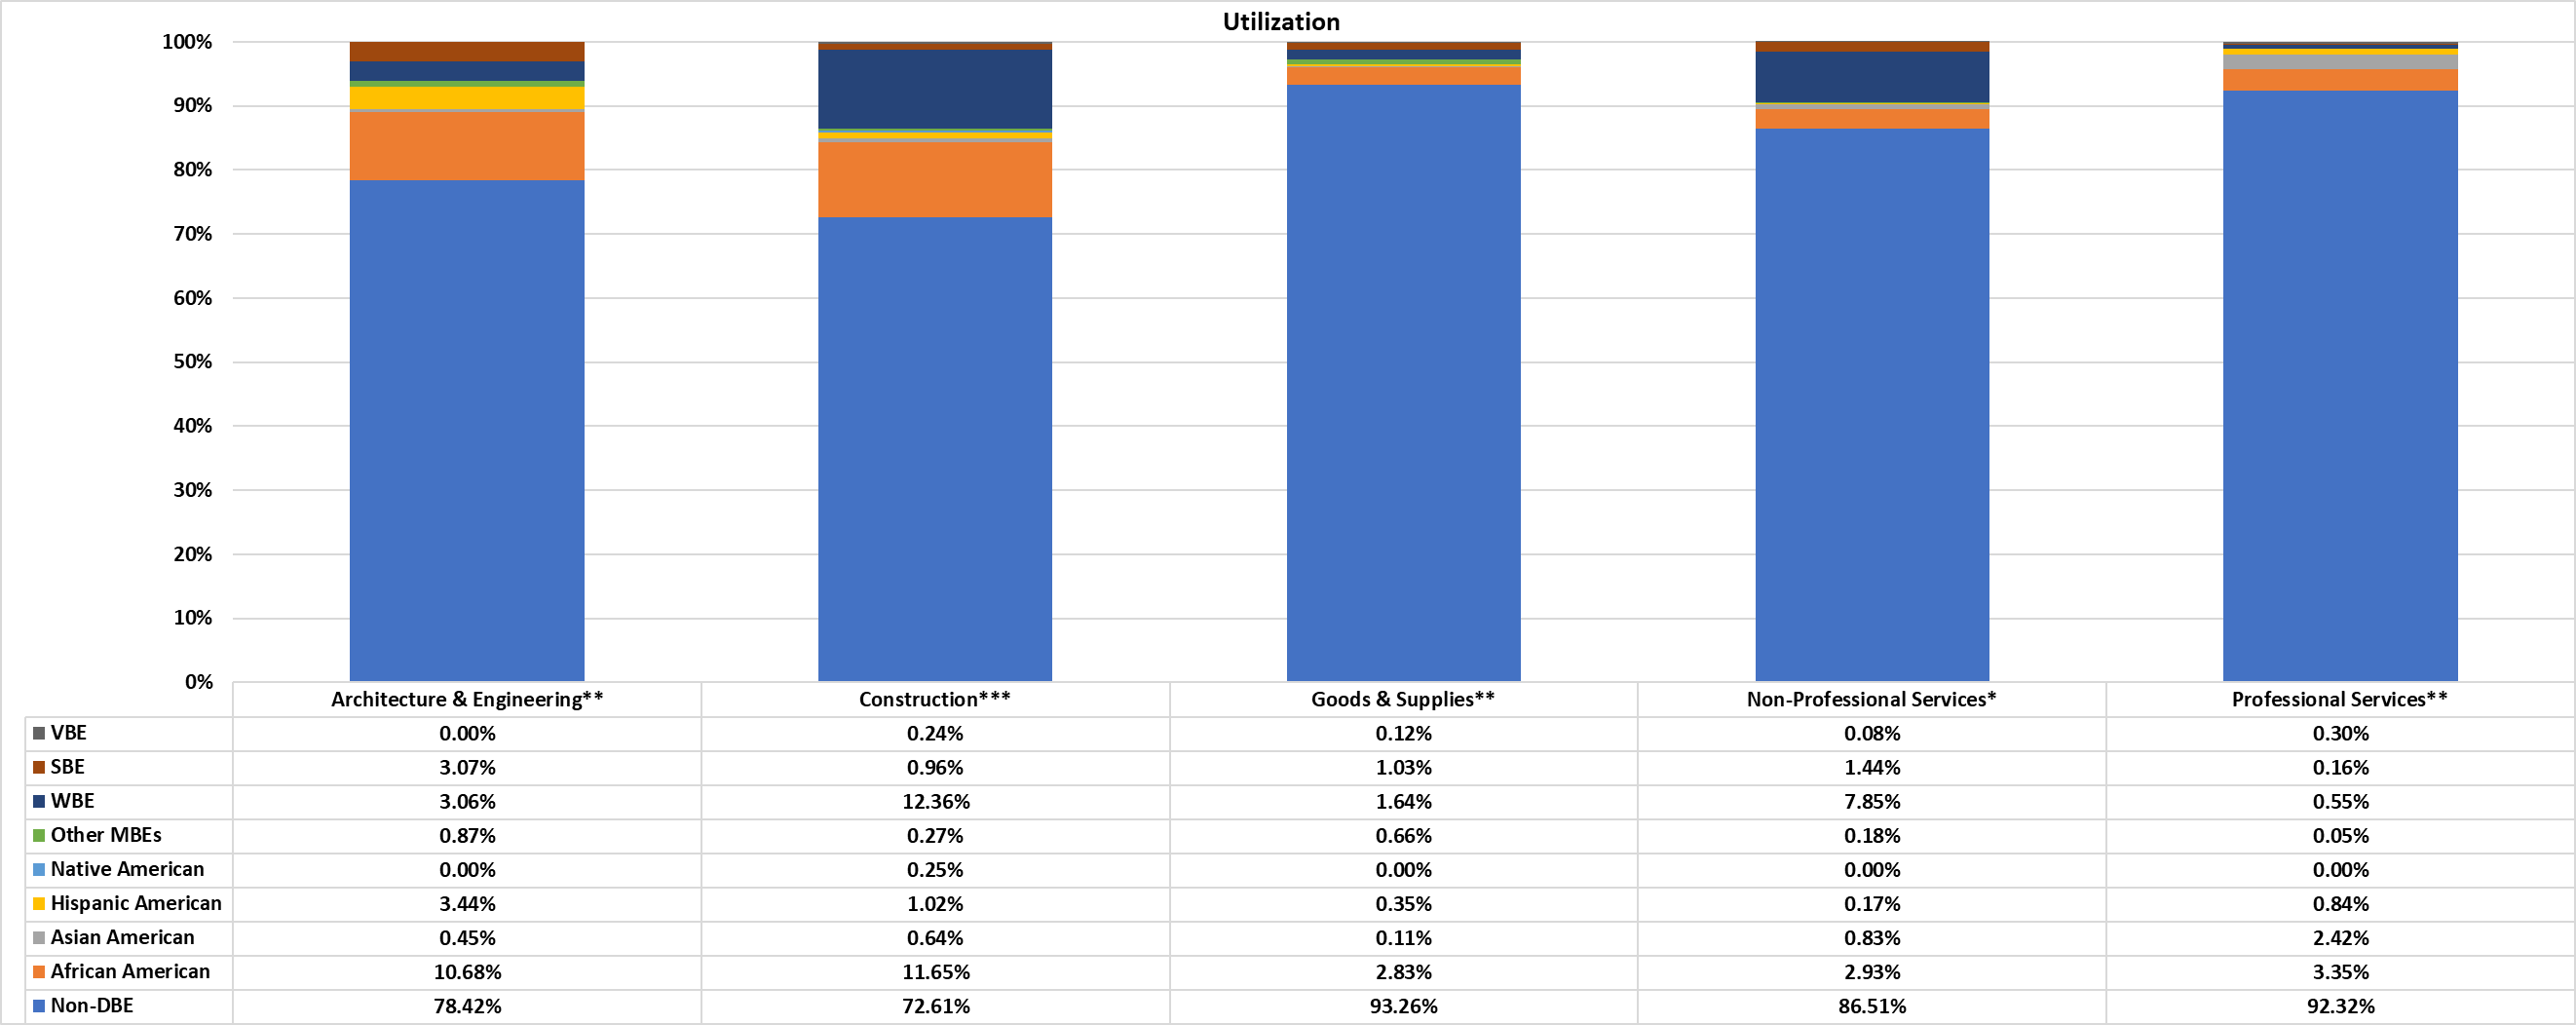 Utilization
100%
90%
80%
70%
60%
50%
40%
30%
20%
10%
0%
Architecture & Engineering** Construction*** Goods & Supplies** Non-Professional Services* Professional Services**
VBE 0.00% 0.24% 0.12% 0.08% 0.30%
SBE 3.07% 0.96% 1.03% 1.44% 0.16%
WBE 3.06% 12.36% 1.64% 7.85% 0.55%
Other MBEs 0.87% 0.27% 0.66% 0.18% 0.05%
Native American 0.00% 0.25% 0.00% 0.00% 0.00%
Hispanic American 3.44% 1.02% 0.35% 0.17% 0.84%
Asian American 0.45% 0.64% 0.11% 0.83% 2.42%
African American 10.68% 11.65% 2.83% 2.93% 3.35%
Non-DBE 78.42% 72.61% 93.26% 86.51% 92.32%